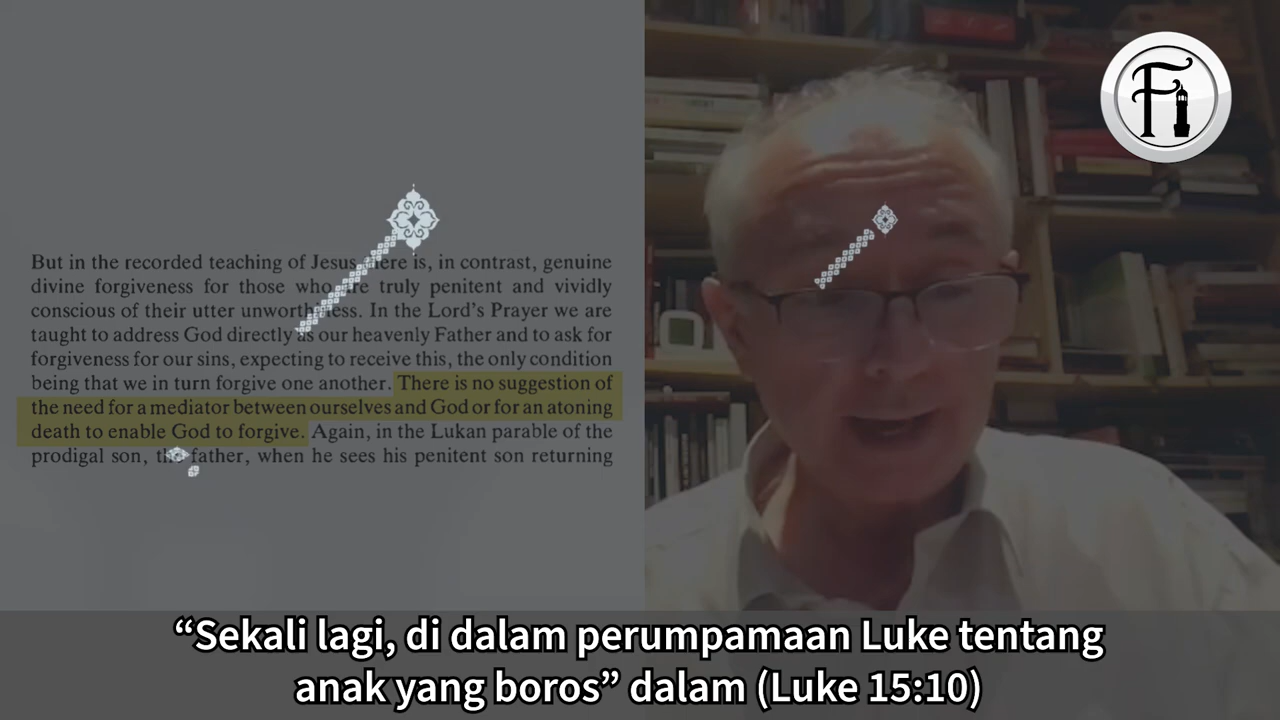 Fi
But in the recorded teaching of Jesus, there is, in contrast, genuine
divine forgiveness for those who are truly penitent and vividly
conscious of their utter unworthiness. In the Lord's Prayer we are
taught to address God directly as our heavenly Father and to ask for
forgiveness for our sins, expecting to receive this, the only condition
being that we in turn forgive one another. There is no suggestion of
the need for a mediator between ourselves and God or for an atoning
death to enable God to forgive. Again, in the Lukan parable of the
prodigal son, the father, when he sees his penitent son returning
“Sekali lagi, di dalam perumpamaan Luke tentang
anak yang boros” dalam (Luke 15:10)